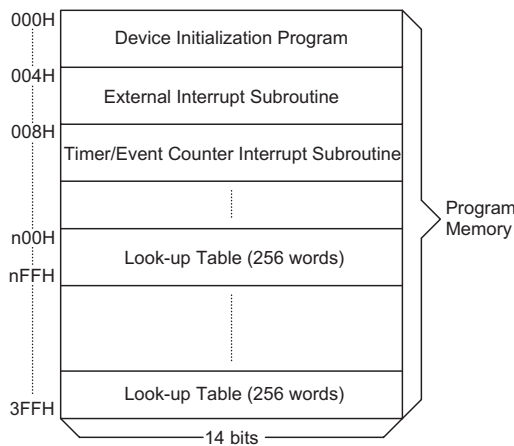 000H
Device Initialization Program
004H
External Interrupt Subroutine
008H
Timer/Event Counter Interrupt Subroutine
Program
Memory
n00H
Look-up Table (256 words)
nFFH
Look-up Table (256 words)
3FFH
14 bits